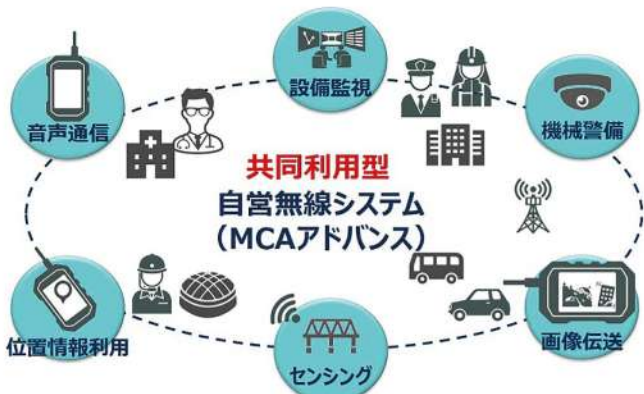 設備監視
音声通信
機械警備
共同利用型
自営無線システム
（MCAアドバンス）
位置情報利用
センシング
画像伝送